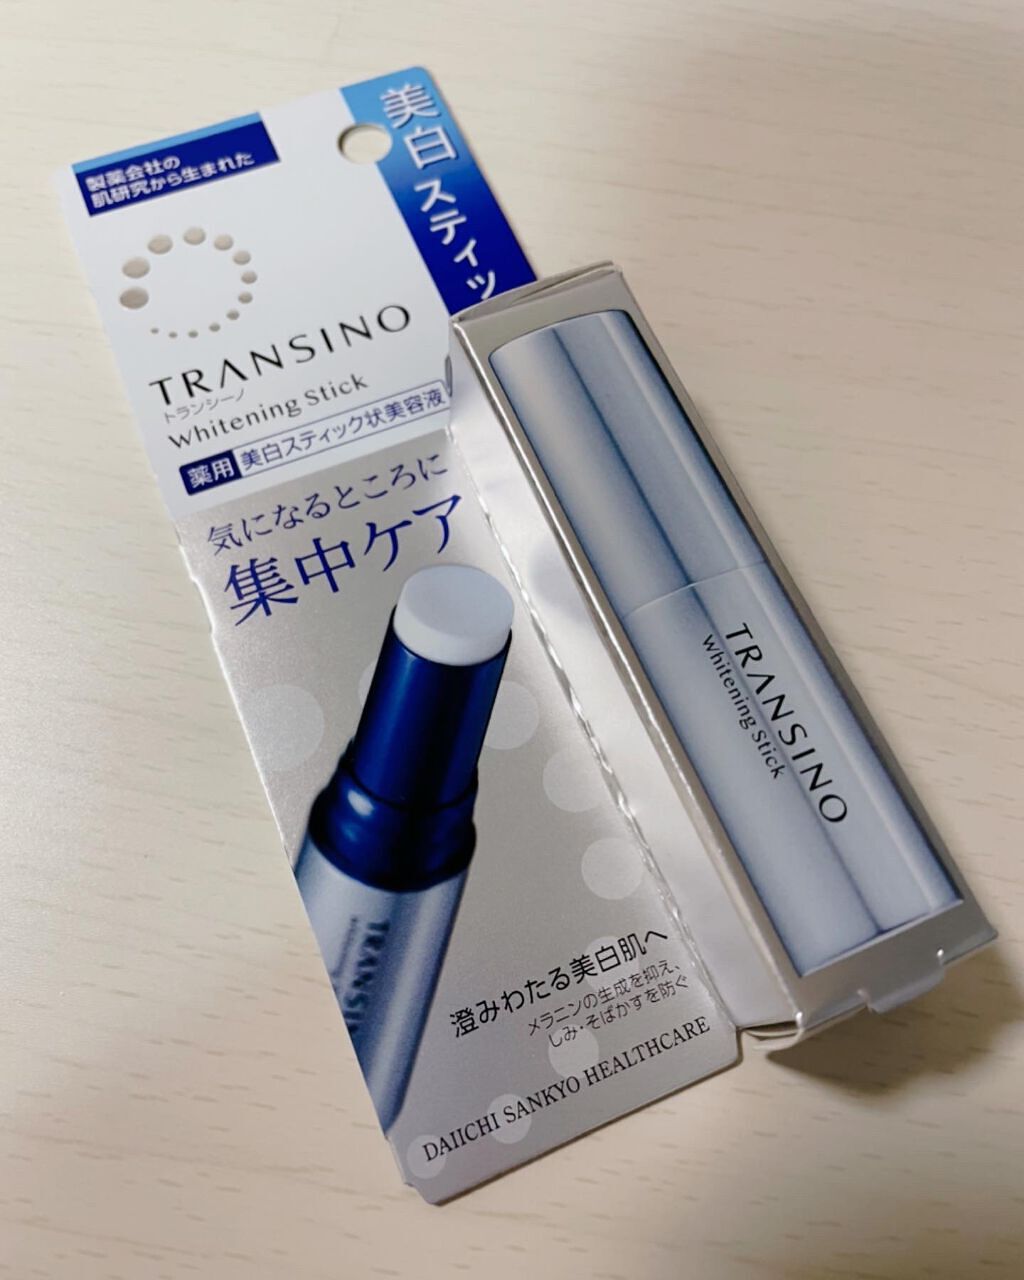 製薬会社の
肌研究から生まれた
美白スティッ
TRANSINO
トランシーノ
Whitening Stick
薬用 美白スティック状美容液
気になるところに
集中ケア
TRANSI
澄みわたる美白肌へ
メラニンの生成を抑え、
しみ・そばかすを防ぐ
DAIICHI SANKYO HEALTHCARE
TRANSINO
Whitening Stick